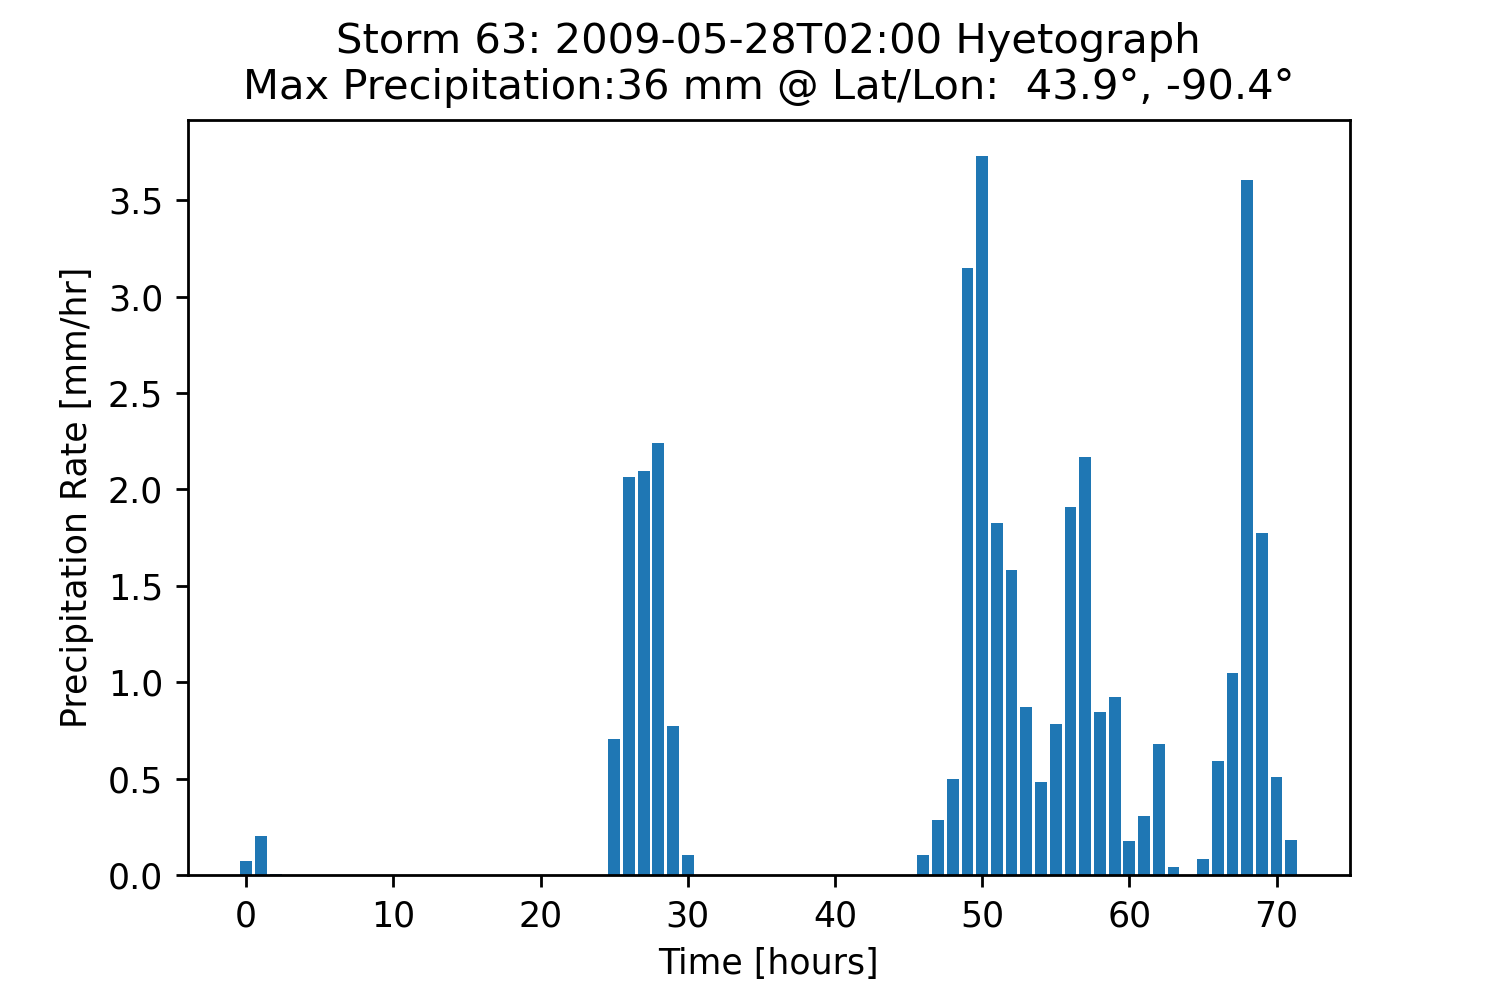 Storm 63: 2009-05-28T02:00 Hyetograph
Max Precipitation:36 mm @ Lat/Lon:  43.9°, -90.4°
Precipitation Rate [mm/hr]
3.5
3.0
2.5
2.0
1.5
1.0
0.5
0.0
0 10 20 30 40 50 60 70
Time [hours]